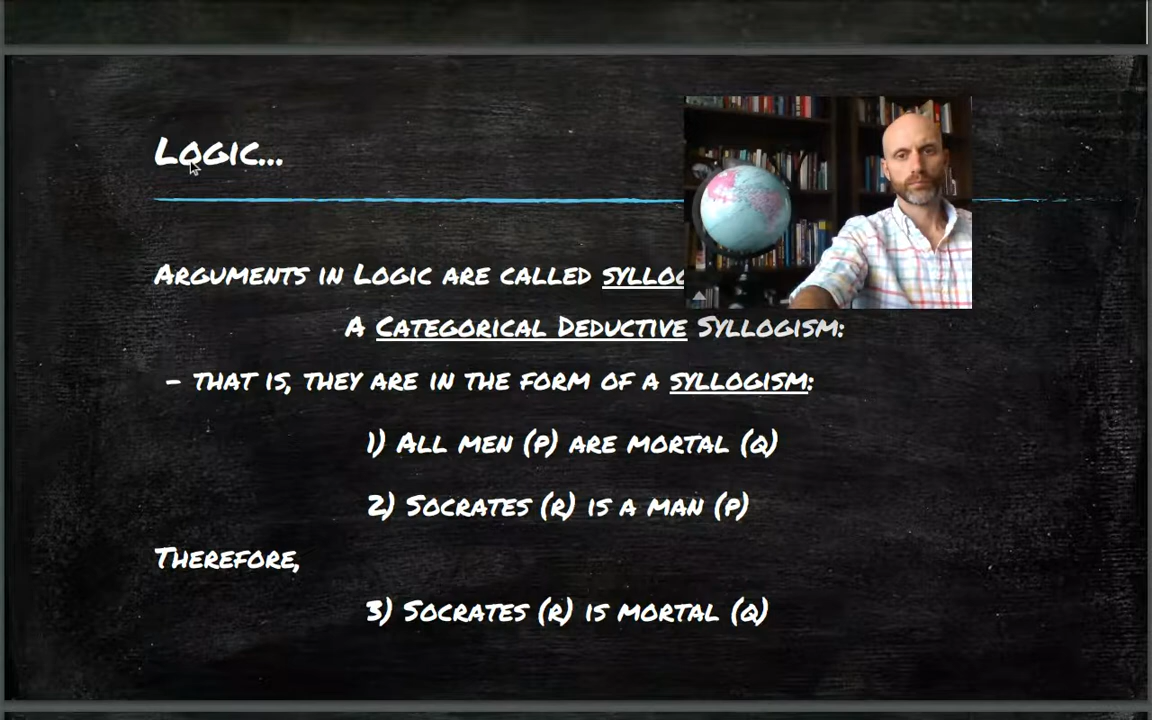 Logic...
Arguments in Logic are called
A Categorical Deductive Syllogism:
– that is, they are in the form of a syllogism:
1) All men (P) are mortal (Q)
2) Socrates (R) is a man (P)
Therefore,
3) Socrates (R) is mortal (Q)